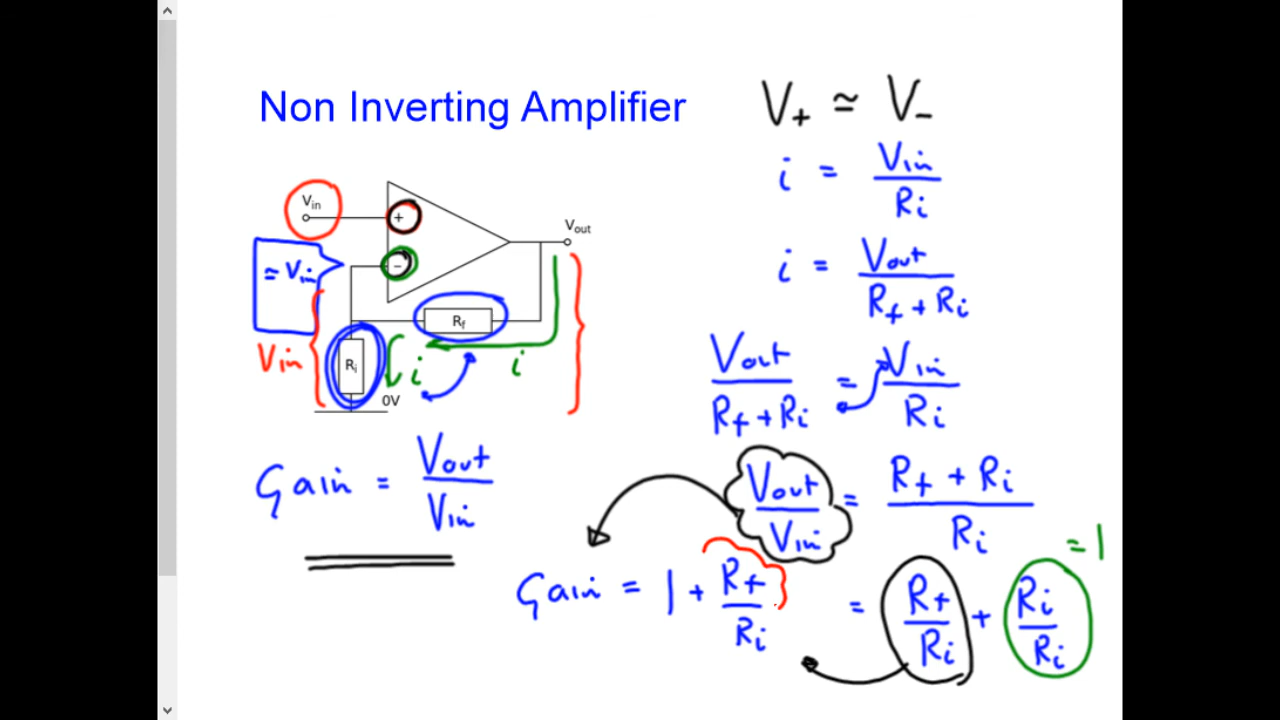 Non Inverting Amplifier
V+ ≃ V-
i = Vin / Ri
i = Vout / (Rf + Ri)
Vout / (Rf + Ri) = Vin / Ri
Vout / Vin = (Rf + Ri) / Ri
= Rf / Ri + Ri / Ri
= 1
Vin
+
-
Vout
≃ Vin
Rf
Vin
Ri
i
i
0V
Gain = Vout / Vin
Gain = 1 + Rf / Ri